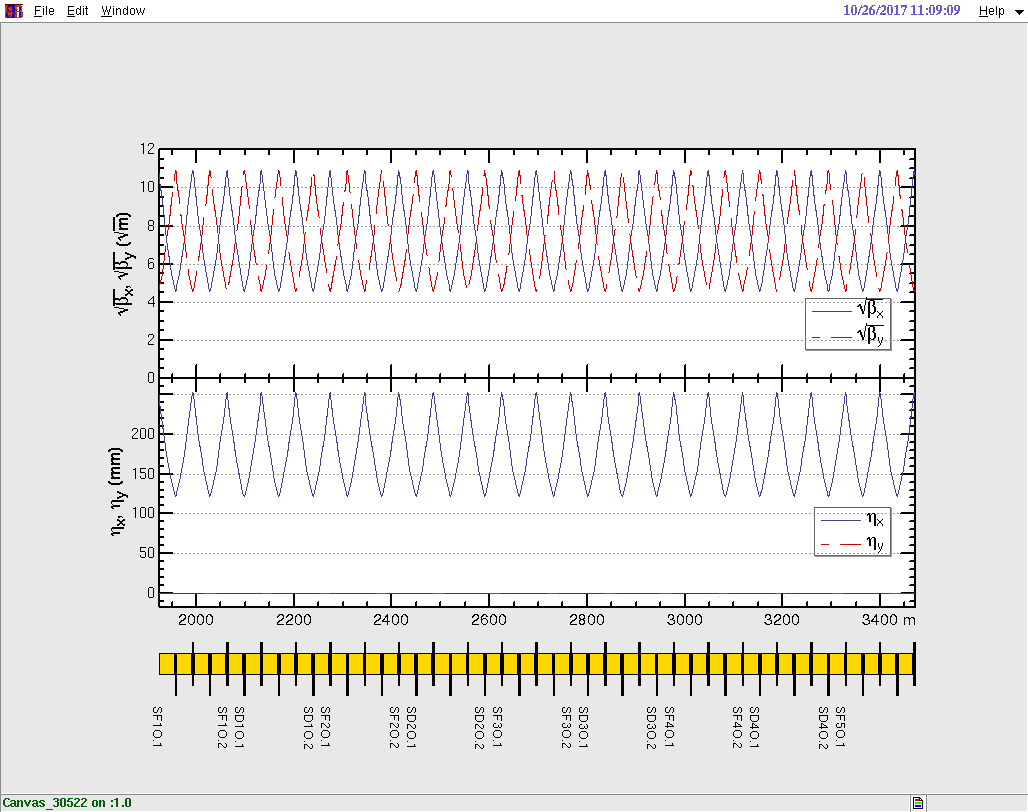 File Edit Window 10/26/2017 11:09:09 Help
12
10
8
6
4
2
0
√βx, √βy (√m)
√βx
√βy
200
150
100
50
0
ηx, ηy (mm)
ηx
ηy
2000 2200 2400 2600 2800 3000 3200 3400 m
SF1O.1 SF1O.2 SD1O.1 SD1O.2 SF2O.1 SF2O.2 SD2O.1 SD2O.2 SF3O.1 SF3O.2 SD3O.1 SD3O.2 SF4O.1 SF4O.2 SD4O.1 SD4O.2 SF5O.1
Canvas_30522 on :1.0